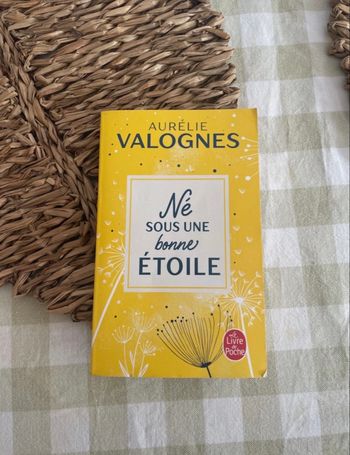 AURÉLIE
VALOGNES
Né
SOUS UNE
bonne
ÉTOILE
Le
Livre
de
Poche